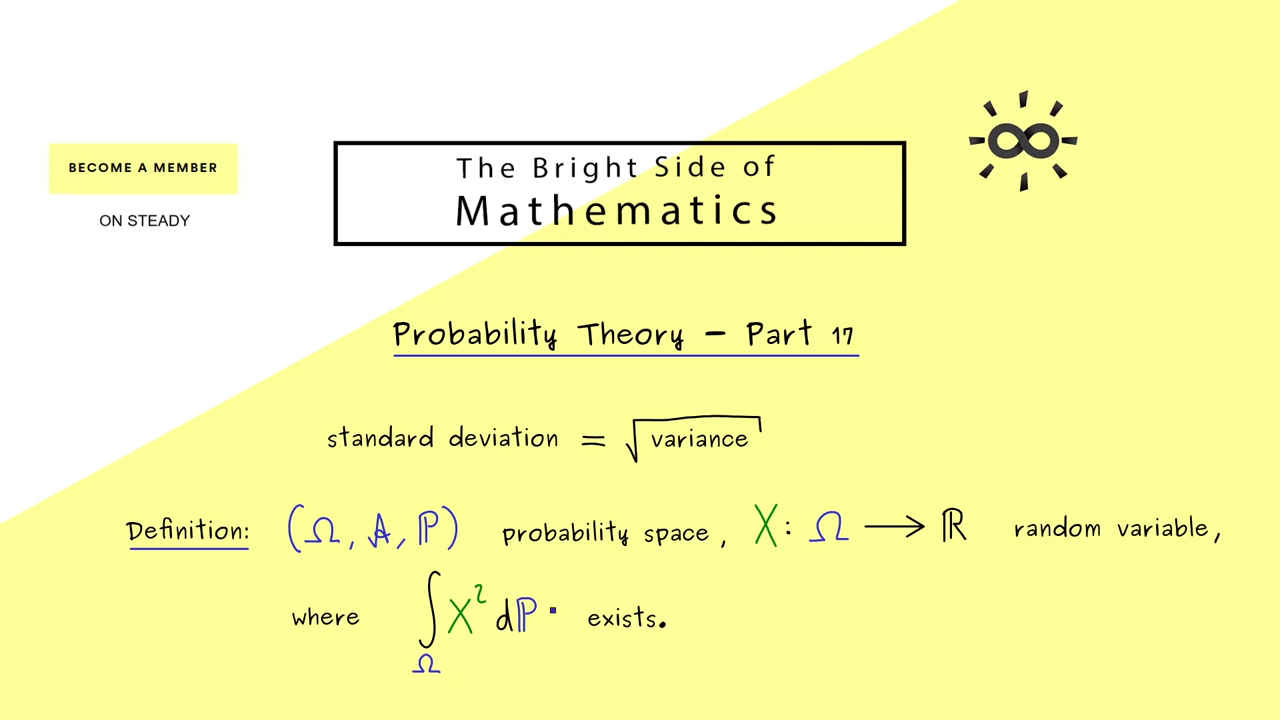 BECOME A MEMBER
ON STEADY
The Bright Side of
Mathematics
Probability Theory – Part 17
standard deviation = √variance
Definition: (Ω, 𝔸, ℙ) probability space, X: Ω ⟶ ℝ random variable,
where ∫_Ω X² dℙ exists.